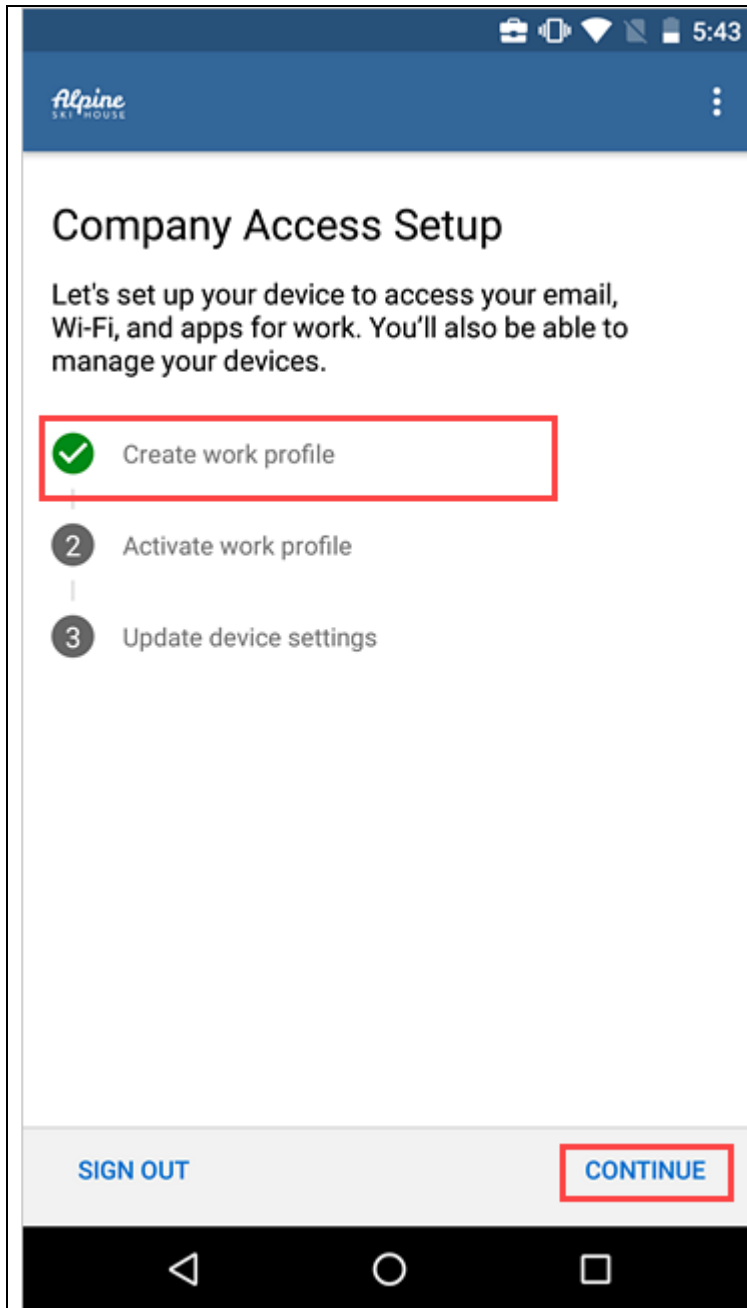 5:43
Alpine
SKI HOUSE
Company Access Setup
Let's set up your device to access your email,
Wi-Fi, and apps for work. You’ll also be able to
manage your devices.
Create work profile
2 Activate work profile
3 Update device settings
SIGN OUT CONTINUE